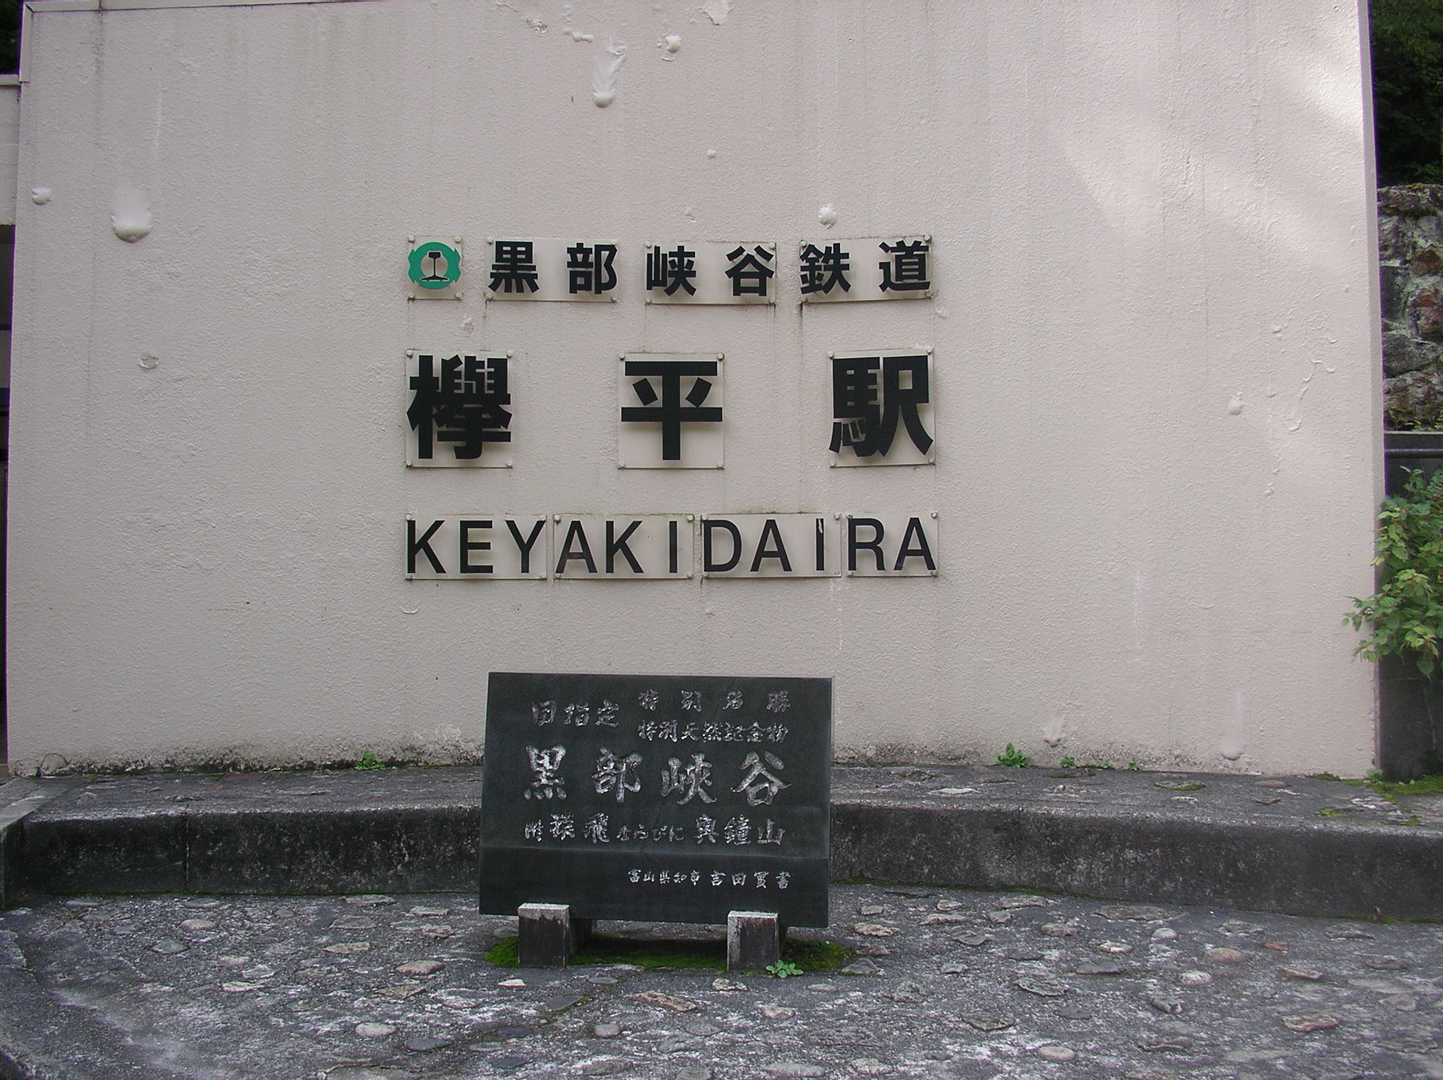 黒部峡谷鉄道
欅平駅
KEYAKIDAIRA
特別名勝
国指定
特別天然記念物
黒部峡谷
附猿飛ならびに奥鐘山
富山県知事 吉田實書